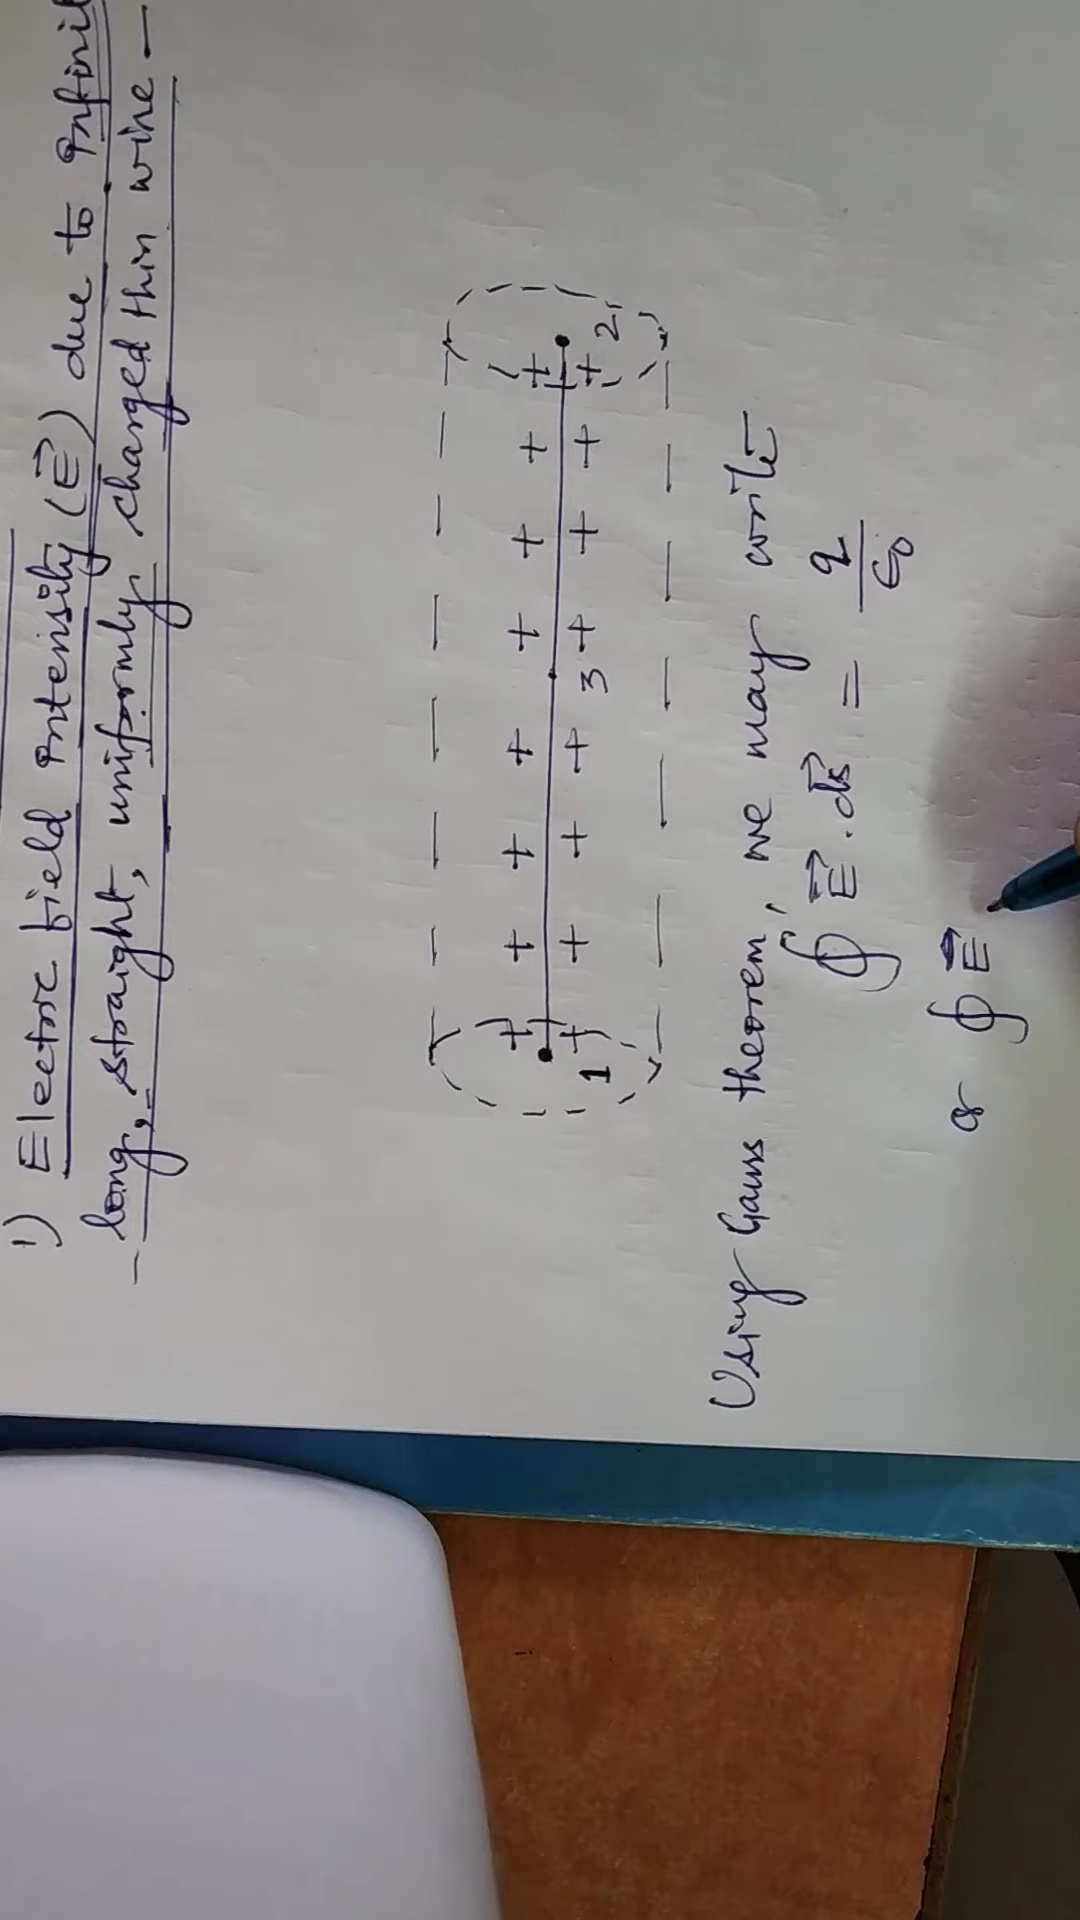 1) Electric field intensity (E⃗) due to infinit
- long, straight, uniformly charged thin wire -
+ + + + + + + +
1 3 2
+ + + + + + + +
Using Gauss theorem, we may write
∮ E⃗ . ds⃗ = q/ε₀
or ∮ E⃗